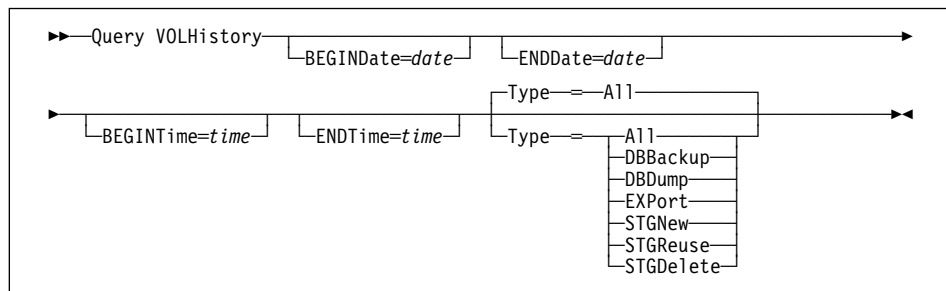 Query VOLHistory
BEGINDate=date
ENDDate=date
Type = All
BEGINTime=time
ENDTime=time
Type = All
DBBackup
DBDump
EXPort
STGNew
STGReuse
STGDelete